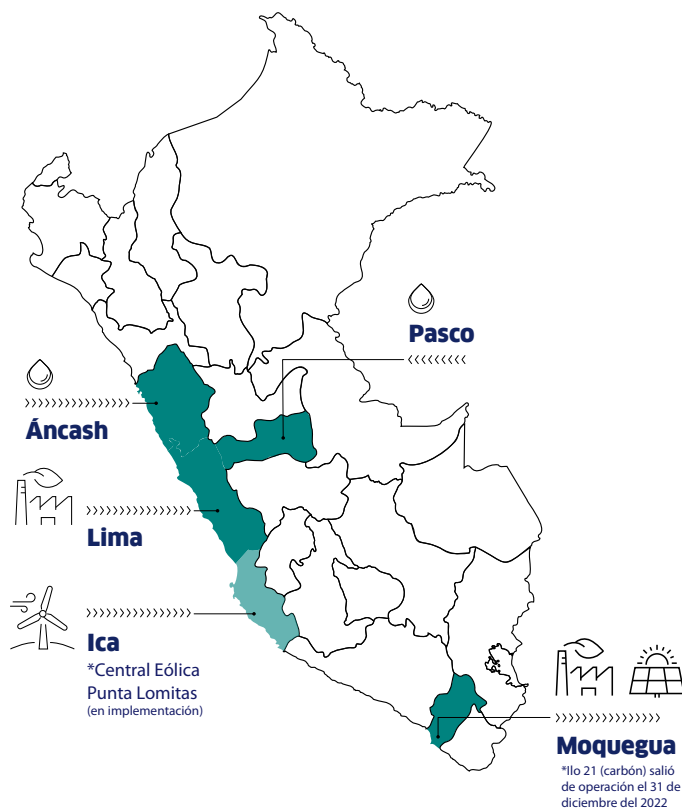 Pasco
Áncash
Lima
Ica
*Central Eólica
Punta Lomitas
(en implementación)
Moquegua
*Ilo 21 (carbón) salió
de operación el 31 de
diciembre del 2022